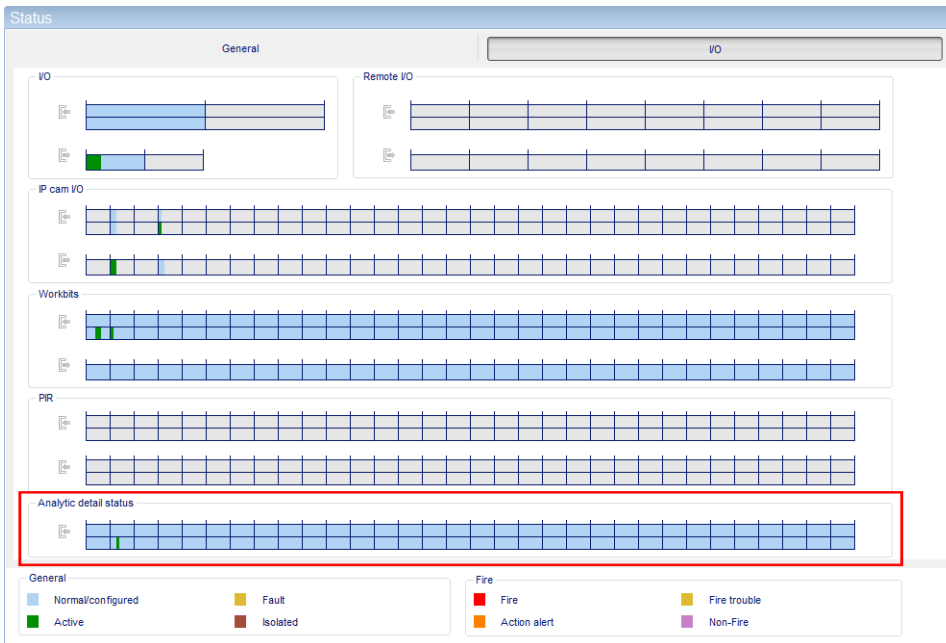 Status
General
I/O
I/O
Remote I/O
IP cam I/O
Workbits
PIR
Analytic detail status
General
Normal/configured
Fault
Active
Isolated
Fire
Fire
Fire trouble
Action alert
Non-Fire